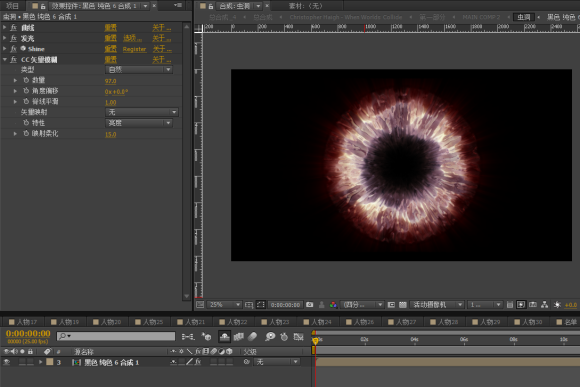 项目
效果控件: 黑色 纯色 6 合成 1
虫洞 • 黑色 纯色 6 合成 1
fx 曲线 重置 关于...
fx 发光 重置 选项... 关于...
fx Shine 重置 Register 关于...
fx CC 矢量模糊 重置 关于...
类型 自然
数量 97.0
角度偏移 0x+0.0°
脊线平滑 1.00
矢量映射 无
特性 亮度
映射柔化 15.0
合成: 虫洞
素材: (无)
虫洞
黑色 纯色
25%
0:00:00:00
(四分...
活动摄像机
1...
+0.0
人物17 人物19 人物20 人物25 人物21 人物22 人物23 人物24 人物26 人物27 人物28 人物29 人物30 名单
0:00:00:00
00000 (25.00 fps)
源名称
父级
02s 04s 06s 08s 10s
3 黑色 纯色 6 合成 1
无